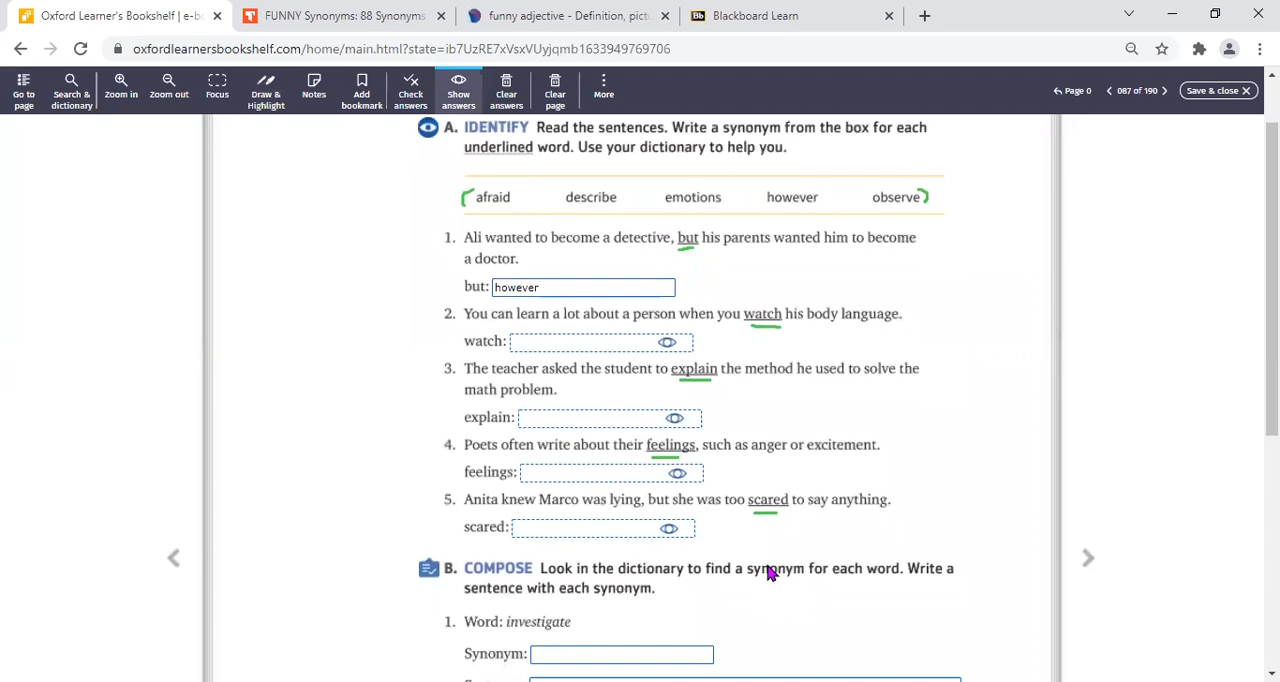 Oxford Learner's Bookshelf | e-b
FUNNY Synonyms: 88 Synonyms
funny adjective - Definition, pictu
Bb Blackboard Learn
oxfordlearnersbookshelf.com/home/main.html?state=ib7UzRE7xVsxVUyjqmb1633949769706
Go to page
Search & dictionary
Zoom in
Zoom out
Focus
Draw & Highlight
Notes
Add bookmark
Check answers
Show answers
Clear answers
Clear page
More
Page 0
087 of 190
Save & close
A. IDENTIFY Read the sentences. Write a synonym from the box for each
underlined word. Use your dictionary to help you.
afraid describe emotions however observe
1. Ali wanted to become a detective, but his parents wanted him to become
a doctor.
but: however
2. You can learn a lot about a person when you watch his body language.
watch:
3. The teacher asked the student to explain the method he used to solve the
math problem.
explain:
4. Poets often write about their feelings, such as anger or excitement.
feelings:
5. Anita knew Marco was lying, but she was too scared to say anything.
scared:
B. COMPOSE Look in the dictionary to find a synonym for each word. Write a
sentence with each synonym.
1. Word: investigate
Synonym: